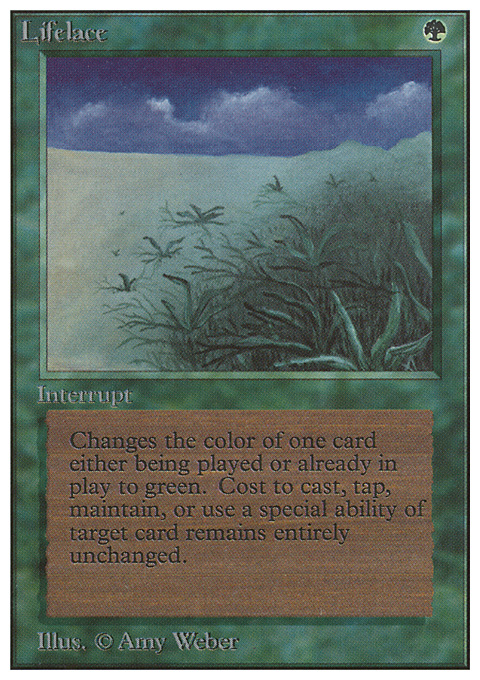 Lifelace
Interrupt
Changes the color of one card
either being played or already in
play to green. Cost to cast, tap,
maintain, or use a special ability of
target card remains entirely
unchanged.
Illus. © Amy Weber